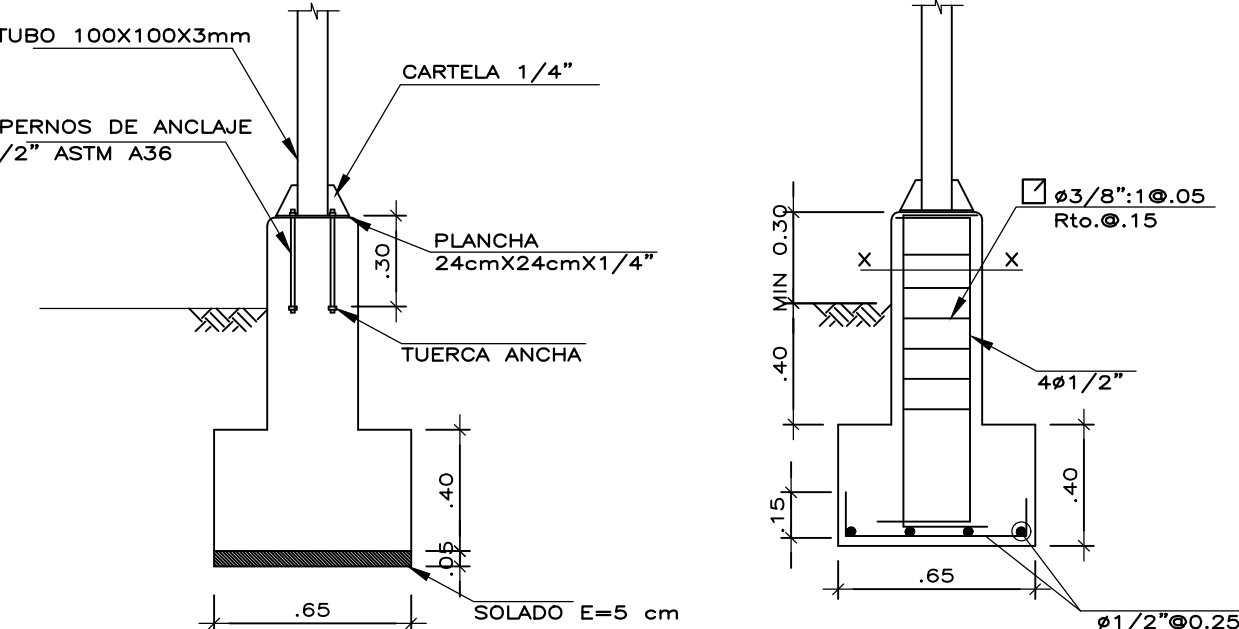 TUBO 100X100X3mm
CARTELA 1/4"
PERNOS DE ANCLAJE
/2" ASTM A36
PLANCHA
24cmX24cmX1/4"
.30
TUERCA ANCHA
.40
.05
.65
SOLADO E=5 cm
ø3/8":1@.05
Rto.@.15
MIN 0.30
X X
.40
4ø1/2"
.15
.40
.65
ø1/2"@0.25